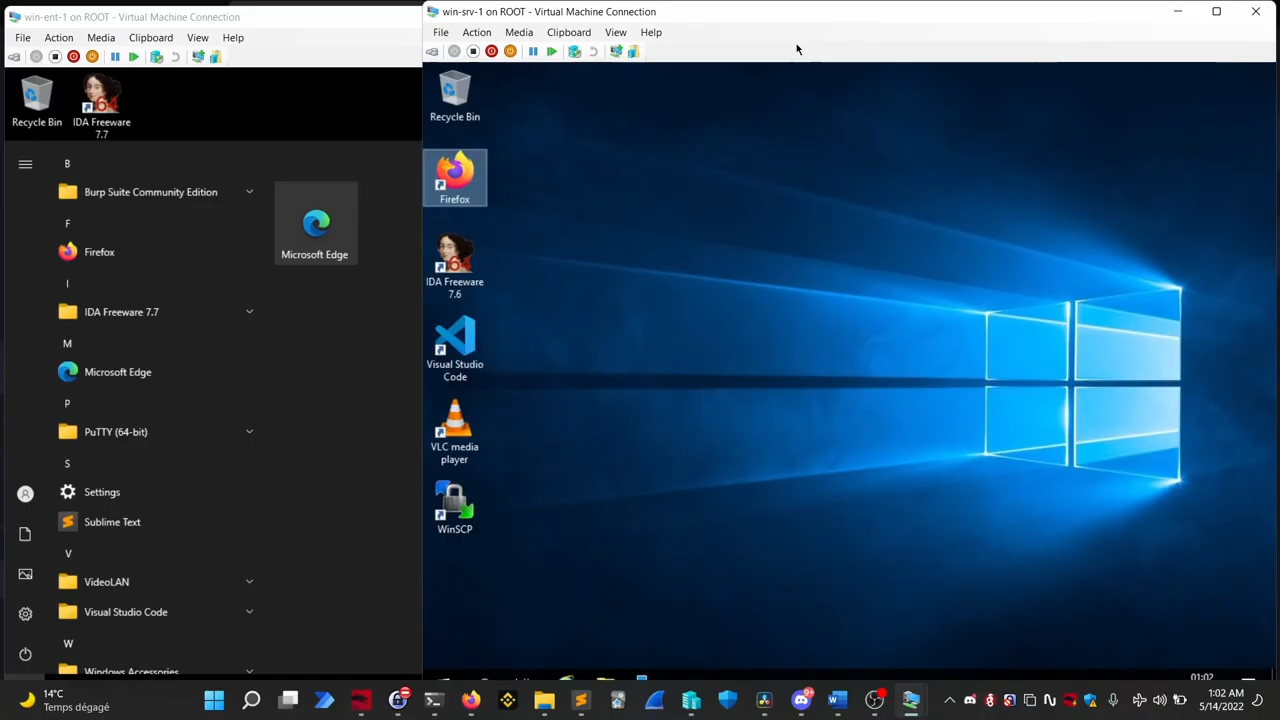 win-ent-1 on ROOT - Virtual Machine Connection
File Action Media Clipboard View Help
Recycle Bin
IDA Freeware
7.7
B
Burp Suite Community Edition
F
Firefox
I
IDA Freeware 7.7
M
Microsoft Edge
P
PuTTY (64-bit)
S
Settings
Sublime Text
V
VideoLAN
Visual Studio Code
W
Windows Accessories
Microsoft Edge
win-srv-1 on ROOT - Virtual Machine Connection
File Action Media Clipboard View Help
Recycle Bin
Firefox
IDA Freeware
7.6
Visual Studio
Code
VLC media
player
WinSCP
01:02
14°C
Temps dégagé
1:02 AM
5/14/2022